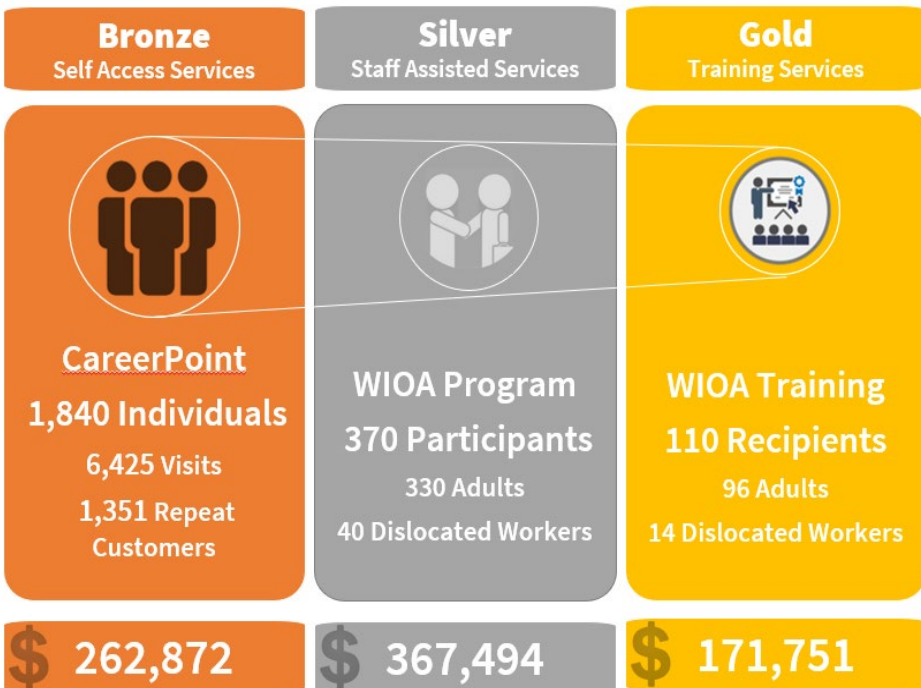 Bronze
Self Access Services
CareerPoint
1,840 Individuals
6,425 Visits
1,351 Repeat
Customers
$ 262,872
Silver
Staff Assisted Services
WIOA Program
370 Participants
330 Adults
40 Dislocated Workers
$ 367,494
Gold
Training Services
WIOA Training
110 Recipients
96 Adults
14 Dislocated Workers
$ 171,751